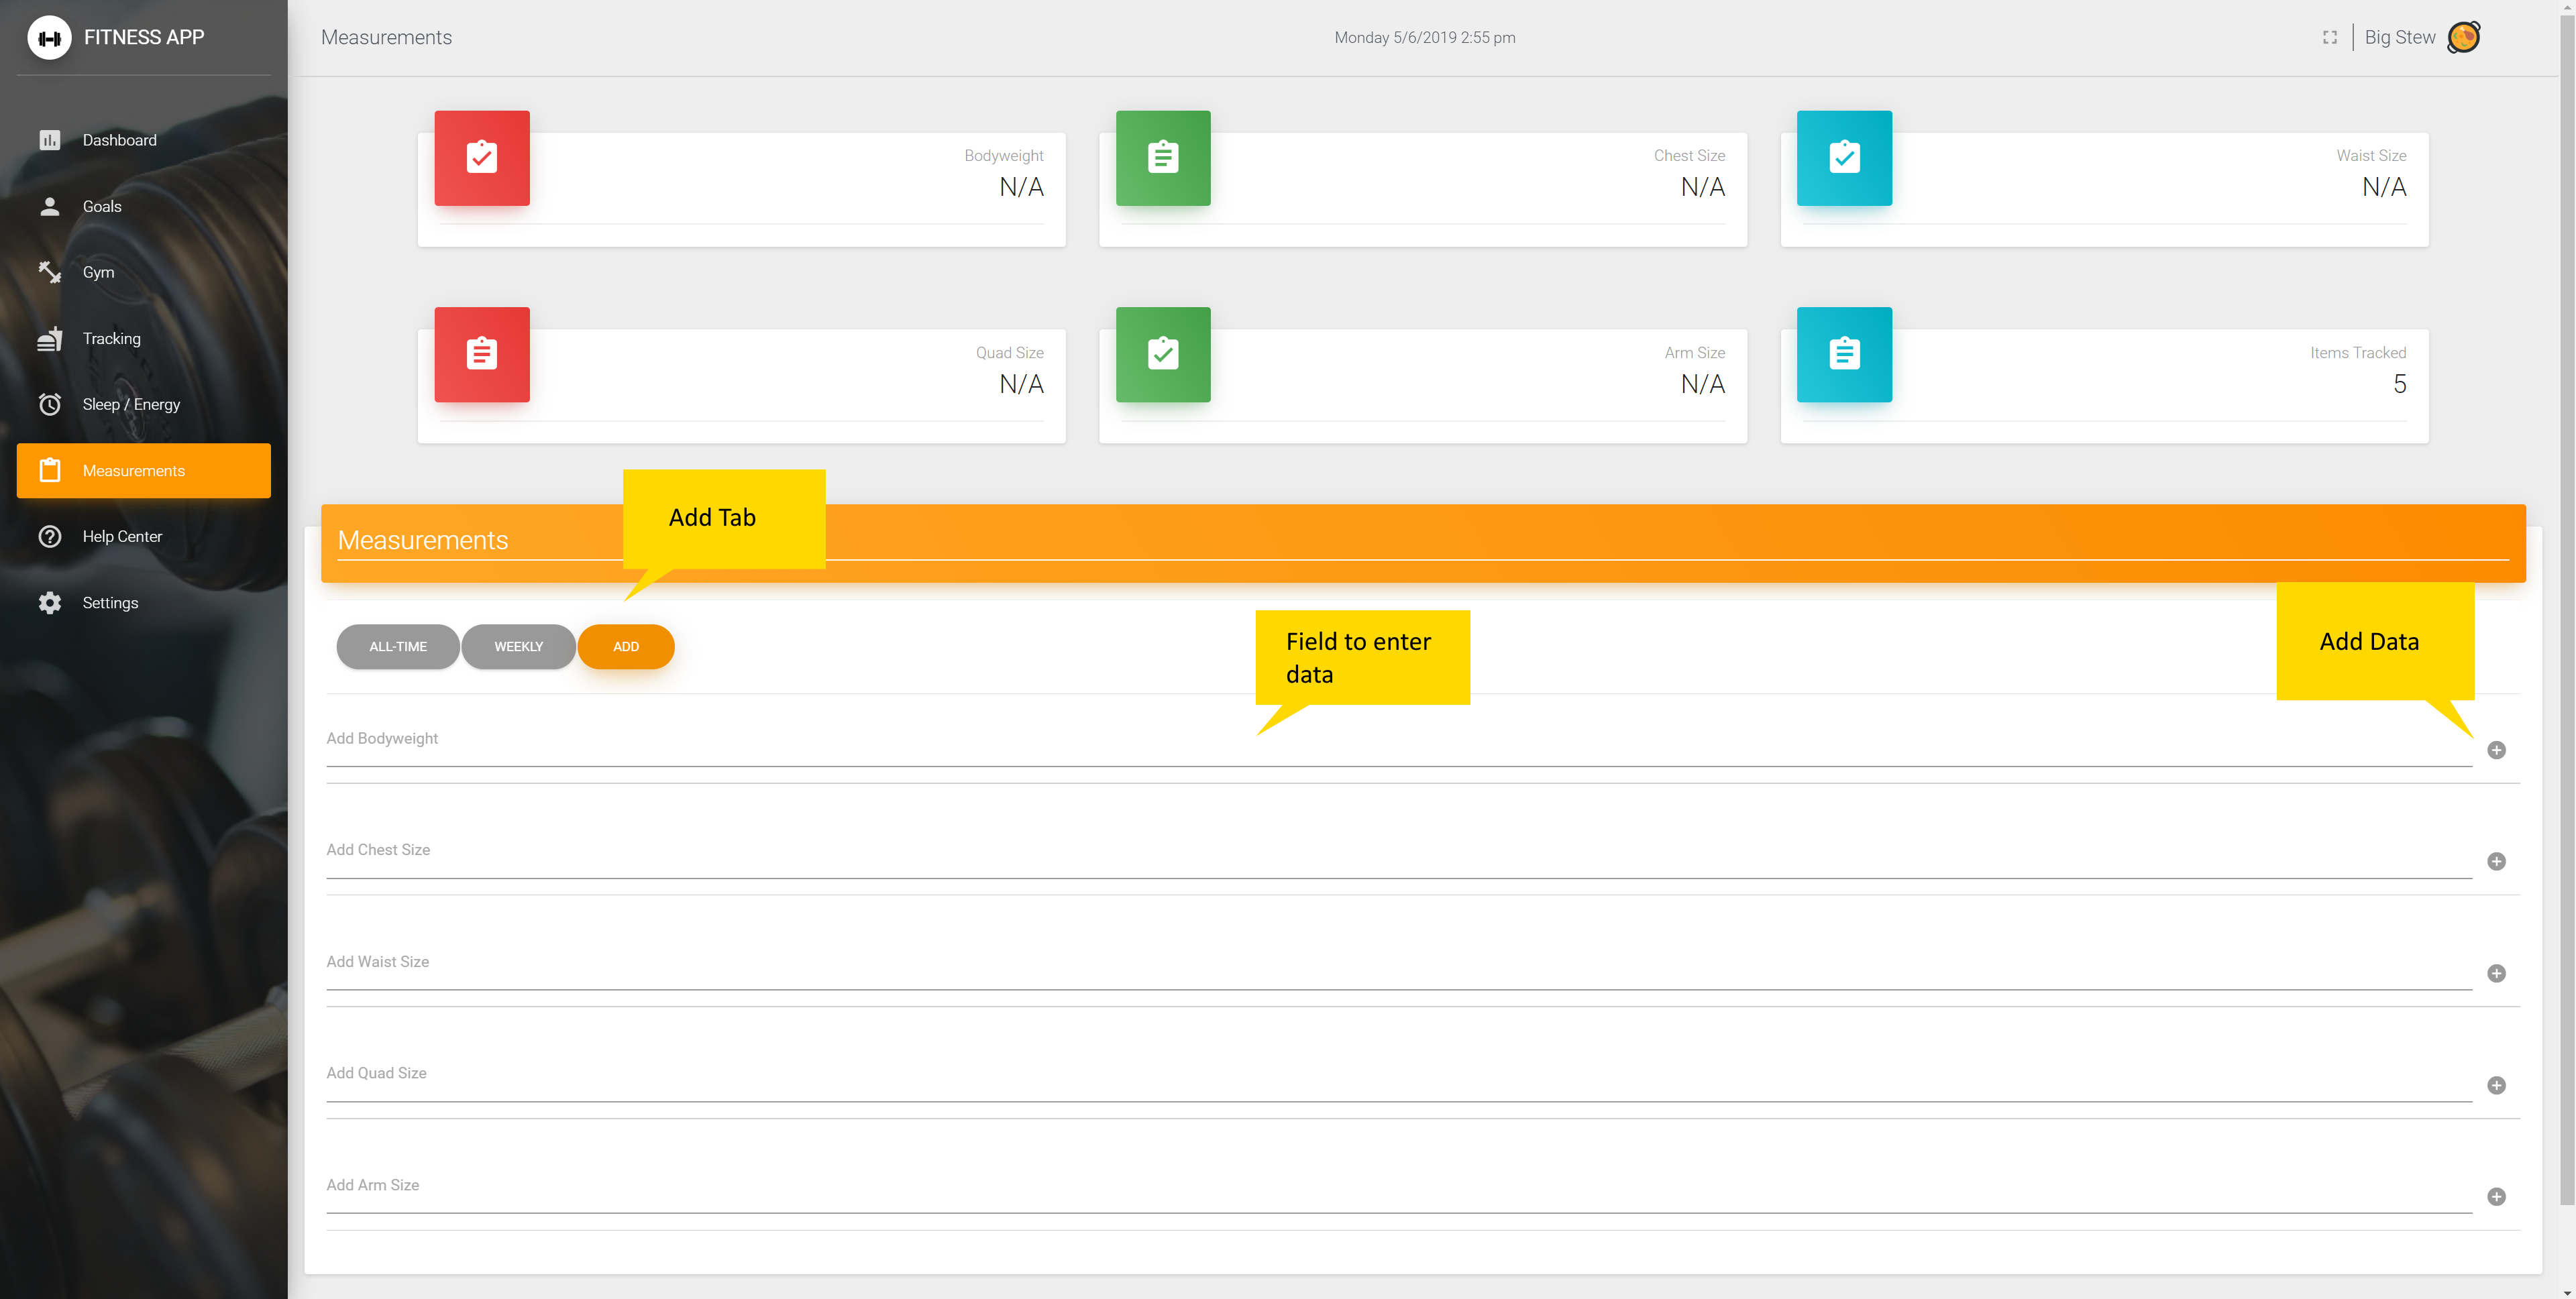 FITNESS APP
Measurements
Monday 5/6/2019 2:55 pm
Big Stew
Dashboard
Goals
Gym
Tracking
Sleep / Energy
Measurements
Help Center
Settings
Bodyweight
N/A
Chest Size
N/A
Waist Size
N/A
Quad Size
N/A
Arm Size
N/A
Items Tracked
5
Add Tab
Measurements
ALL-TIME
WEEKLY
ADD
Field to enter
data
Add Data
Add Bodyweight
Add Chest Size
Add Waist Size
Add Quad Size
Add Arm Size